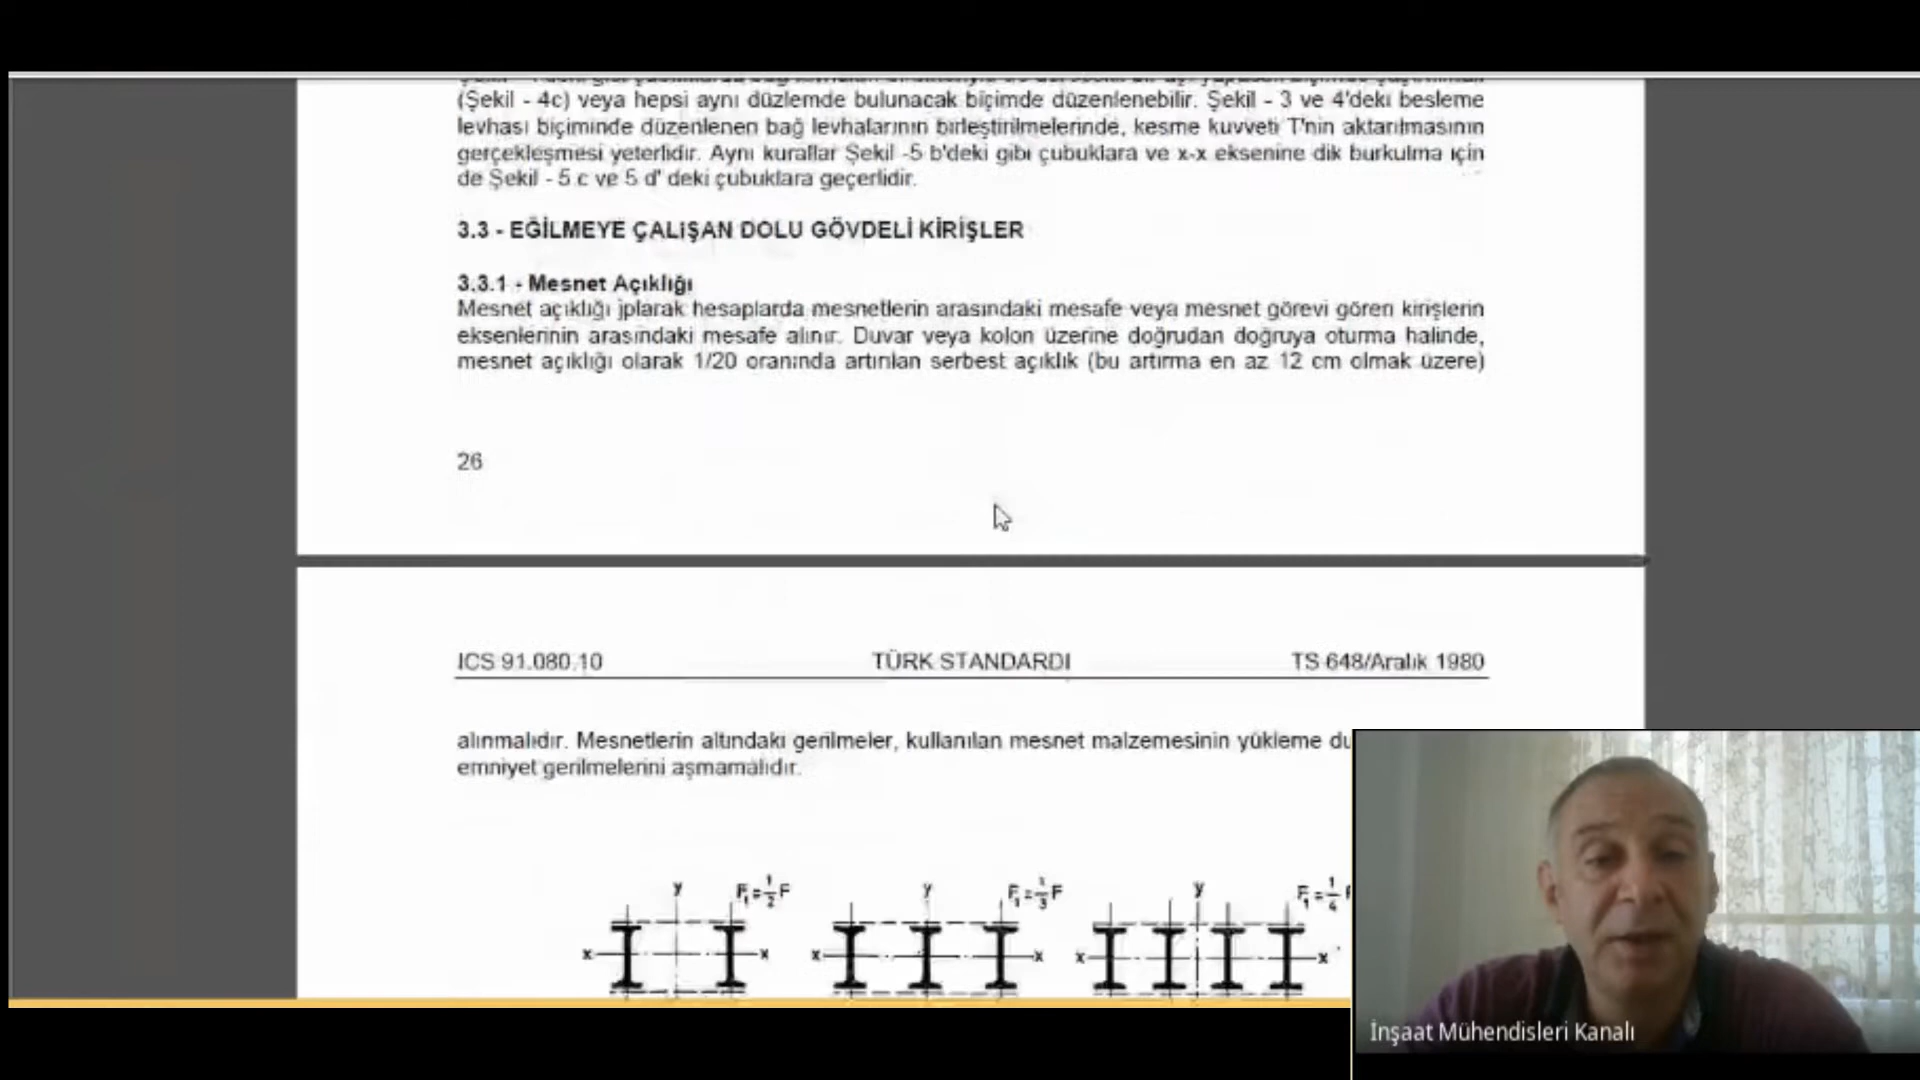 (Şekil - 4c) veya hepsi aynı düzlemde bulunacak biçimde düzenlenebilir. Şekil - 3 ve 4'deki besleme
levhası biçiminde düzenlenen bağ levhalarının birleştirilmelerinde, kesme kuvveti T'nin aktarılmasının
gerçekleşmesi yeterlidir. Aynı kurallar Şekil -5 b'deki gibi çubuklara ve x-x eksenine dik burkulma için
de Şekil - 5 c ve 5 d' deki çubuklara geçerlidir.
3.3 - EĞİLMEYE ÇALIŞAN DOLU GÖVDELİ KİRİŞLER
3.3.1 - Mesnet Açıklığı
Mesnet açıklığı jplarak hesaplarda mesnetlerin arasındaki mesafe veya mesnet görevi gören kirişlerin
eksenlerinin arasındaki mesafe alınır. Duvar veya kolon üzerine doğrudan doğruya oturma halinde,
mesnet açıklığı olarak 1/20 oranında artırılan serbest açıklık (bu artırma en az 12 cm olmak üzere)
26
ICS 91.080.10 TÜRK STANDARDI TS 648/Aralık 1980
alınmalıdır. Mesnetlerin altındaki gerilmeler, kullanılan mesnet malzemesinin yükleme du
emniyet gerilmelerini aşmamalıdır.
y F₁=1/2 F y F₁=1/3 F y F₁=1/4 F
x x x x x x
İnşaat Mühendisleri Kanalı